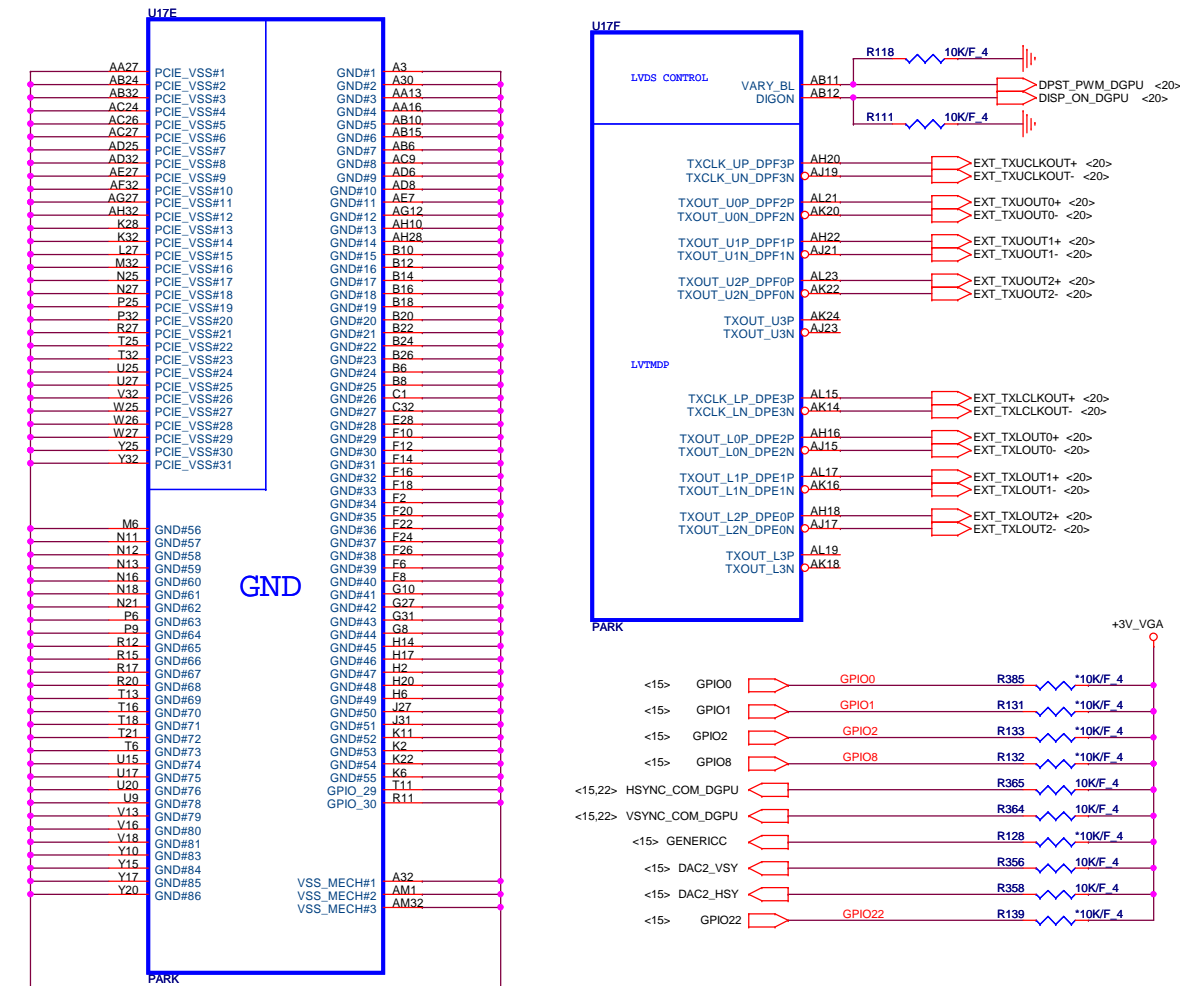 U17E
AA27 PCIE_VSS#1 GND#1 A3
AB24 PCIE_VSS#2 GND#2 A30
AB32 PCIE_VSS#3 GND#3 AA13
AC24 PCIE_VSS#4 GND#4 AA16
AC26 PCIE_VSS#5 GND#5 AB10
AC27 PCIE_VSS#6 GND#6 AB15
AD25 PCIE_VSS#7 GND#7 AB6
AD32 PCIE_VSS#8 GND#8 AC9
AE27 PCIE_VSS#9 GND#9 AD6
AF32 PCIE_VSS#10 GND#10 AD8
AG27 PCIE_VSS#11 GND#11 AE7
AH32 PCIE_VSS#12 GND#12 AG12
K28 PCIE_VSS#13 GND#13 AH10
K32 PCIE_VSS#14 GND#14 AH28
L27 PCIE_VSS#15 GND#15 B10
M32 PCIE_VSS#16 GND#16 B12
N25 PCIE_VSS#17 GND#17 B14
N27 PCIE_VSS#18 GND#18 B16
P25 PCIE_VSS#19 GND#19 B18
P32 PCIE_VSS#20 GND#20 B20
R27 PCIE_VSS#21 GND#21 B22
T25 PCIE_VSS#22 GND#22 B24
T32 PCIE_VSS#23 GND#23 B26
U25 PCIE_VSS#24 GND#24 B6
U27 PCIE_VSS#25 GND#25 B8
V32 PCIE_VSS#26 GND#26 C1
W25 PCIE_VSS#27 GND#27 C32
W26 PCIE_VSS#28 GND#28 E28
W27 PCIE_VSS#29 GND#29 F10
Y25 PCIE_VSS#30 GND#30 F12
Y32 PCIE_VSS#31 GND#31 F14
GND#32 F16
GND#33 F18
GND#34 F2
GND#35 F20
M6 GND#56 GND#36 F22
N11 GND#57 GND#37 F24
N12 GND#58 GND#38 F26
N13 GND#59 GND#39 F6
N16 GND#60 GND#40 F8
N18 GND#61 GND#41 G10
N21 GND#62 GND#42 G27
P6 GND#63 GND#43 G31
P9 GND#64 GND#44 G8
R12 GND#65 GND#45 H14
R15 GND#66 GND#46 H17
R17 GND#67 GND#47 H2
R20 GND#68 GND#48 H20
T13 GND#69 GND#49 H6
T16 GND#70 GND#50 J27
T18 GND#71 GND#51 J31
T21 GND#72 GND#52 K11
T6 GND#73 GND#53 K2
U15 GND#74 GND#54 K22
U17 GND#75 GND#55 K6
U20 GND#76 GPIO_29 T11
U9 GND#78 GPIO_30 R11
V13 GND#79
V16 GND#80
V18 GND#81
Y10 GND#83
Y15 GND#84
Y17 GND#85 VSS_MECH#1 A32
Y20 GND#86 VSS_MECH#2 AM1
VSS_MECH#3 AM32
GND
PARK
U17F
LVDS CONTROL
R118 10K/F_4
VARY_BL AB11 DPST_PWM_DGPU <20>
DIGON AB12 DISP_ON_DGPU <20>
R111 10K/F_4
TXCLK_UP_DPF3P AH20 EXT_TXUCLKOUT+ <20>
TXCLK_UN_DPF3N AJ19 EXT_TXUCLKOUT- <20>
TXOUT_U0P_DPF2P AL21 EXT_TXUOUT0+ <20>
TXOUT_U0N_DPF2N AK20 EXT_TXUOUT0- <20>
TXOUT_U1P_DPF1P AH22 EXT_TXUOUT1+ <20>
TXOUT_U1N_DPF1N AJ21 EXT_TXUOUT1- <20>
TXOUT_U2P_DPF0P AL23 EXT_TXUOUT2+ <20>
TXOUT_U2N_DPF0N AK22 EXT_TXUOUT2- <20>
TXOUT_U3P AK24
TXOUT_U3N AJ23
LVTMDP
TXCLK_LP_DPE3P AL15 EXT_TXLCLKOUT+ <20>
TXCLK_LN_DPE3N AK14 EXT_TXLCLKOUT- <20>
TXOUT_L0P_DPE2P AH16 EXT_TXLOUT0+ <20>
TXOUT_L0N_DPE2N AJ15 EXT_TXLOUT0- <20>
TXOUT_L1P_DPE1P AL17 EXT_TXLOUT1+ <20>
TXOUT_L1N_DPE1N AK16 EXT_TXLOUT1- <20>
TXOUT_L2P_DPE0P AH18 EXT_TXLOUT2+ <20>
TXOUT_L2N_DPE0N AJ17 EXT_TXLOUT2- <20>
TXOUT_L3P AL19
TXOUT_L3N AK18
PARK
+3V_VGA
<15> GPIO0 GPIO0 R385 *10K/F_4
<15> GPIO1 GPIO1 R131 *10K/F_4
<15> GPIO2 GPIO2 R133 *10K/F_4
<15> GPIO8 GPIO8 R132 *10K/F_4
<15,22> HSYNC_COM_DGPU R365 10K/F_4
<15,22> VSYNC_COM_DGPU R364 10K/F_4
<15> GENERICC R128 *10K/F_4
<15> DAC2_VSY R356 10K/F_4
<15> DAC2_HSY R358 10K/F_4
<15> GPIO22 GPIO22 R139 *10K/F_4